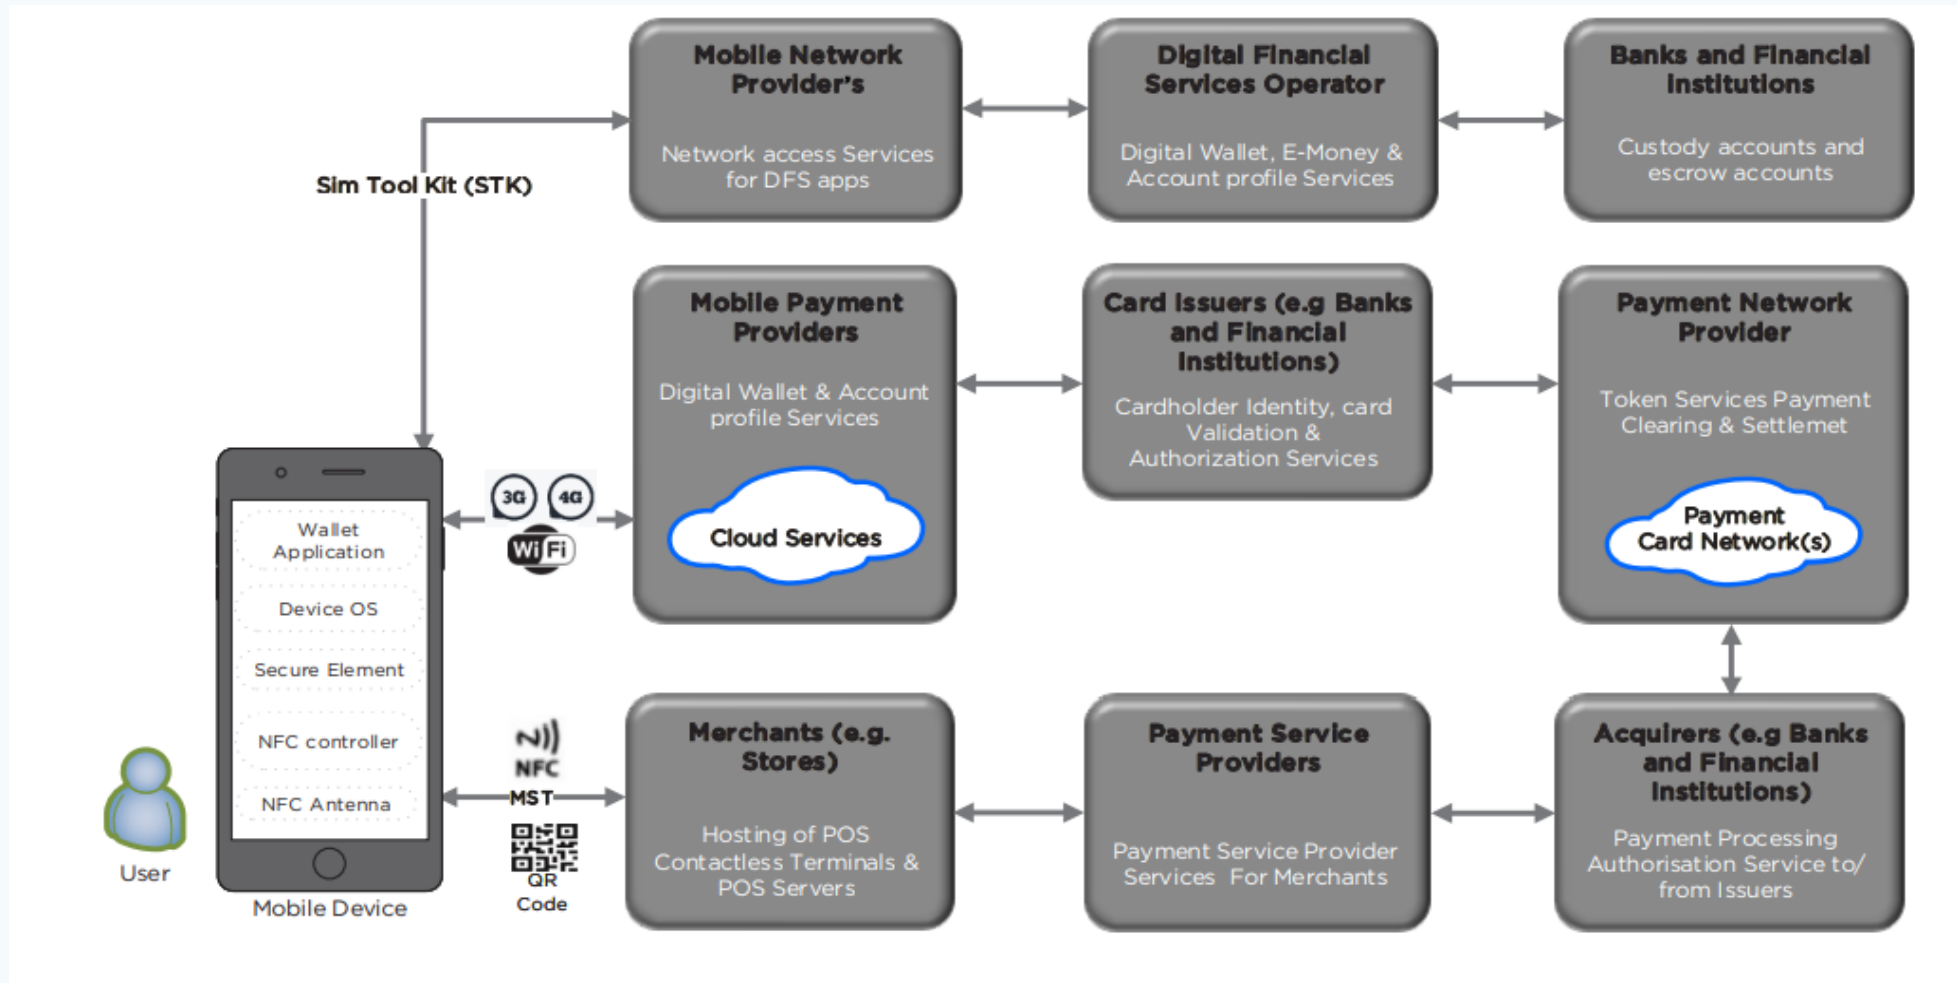 Mobile Network
Provider's
Network access Services
for DFS apps
Digital Financial
Services Operator
Digital Wallet, E-Money &
Account profile Services
Banks and Financial
Institutions
Custody accounts and
escrow accounts
Sim Tool Kit (STK)
Mobile Payment
Providers
Digital Wallet & Account
profile Services
Cloud Services
Card Issuers (e.g Banks
and Financial
Institutions)
Cardholder Identity, card
Validation &
Authorization Services
Payment Network
Provider
Token Services Payment
Clearing & Settlemet
Payment
Card Network(s)
3G
4G
WiFi
Wallet
Application
Device OS
Secure Element
NFC controller
NFC Antenna
User
Mobile Device
NFC
MST
QR
Code
Merchants (e.g.
Stores)
Hosting of POS
Contactless Terminals &
POS Servers
Payment Service
Providers
Payment Service Provider
Services For Merchants
Acquirers (e.g Banks
and Financial
Institutions)
Payment Processing
Authorisation Service to/
from Issuers